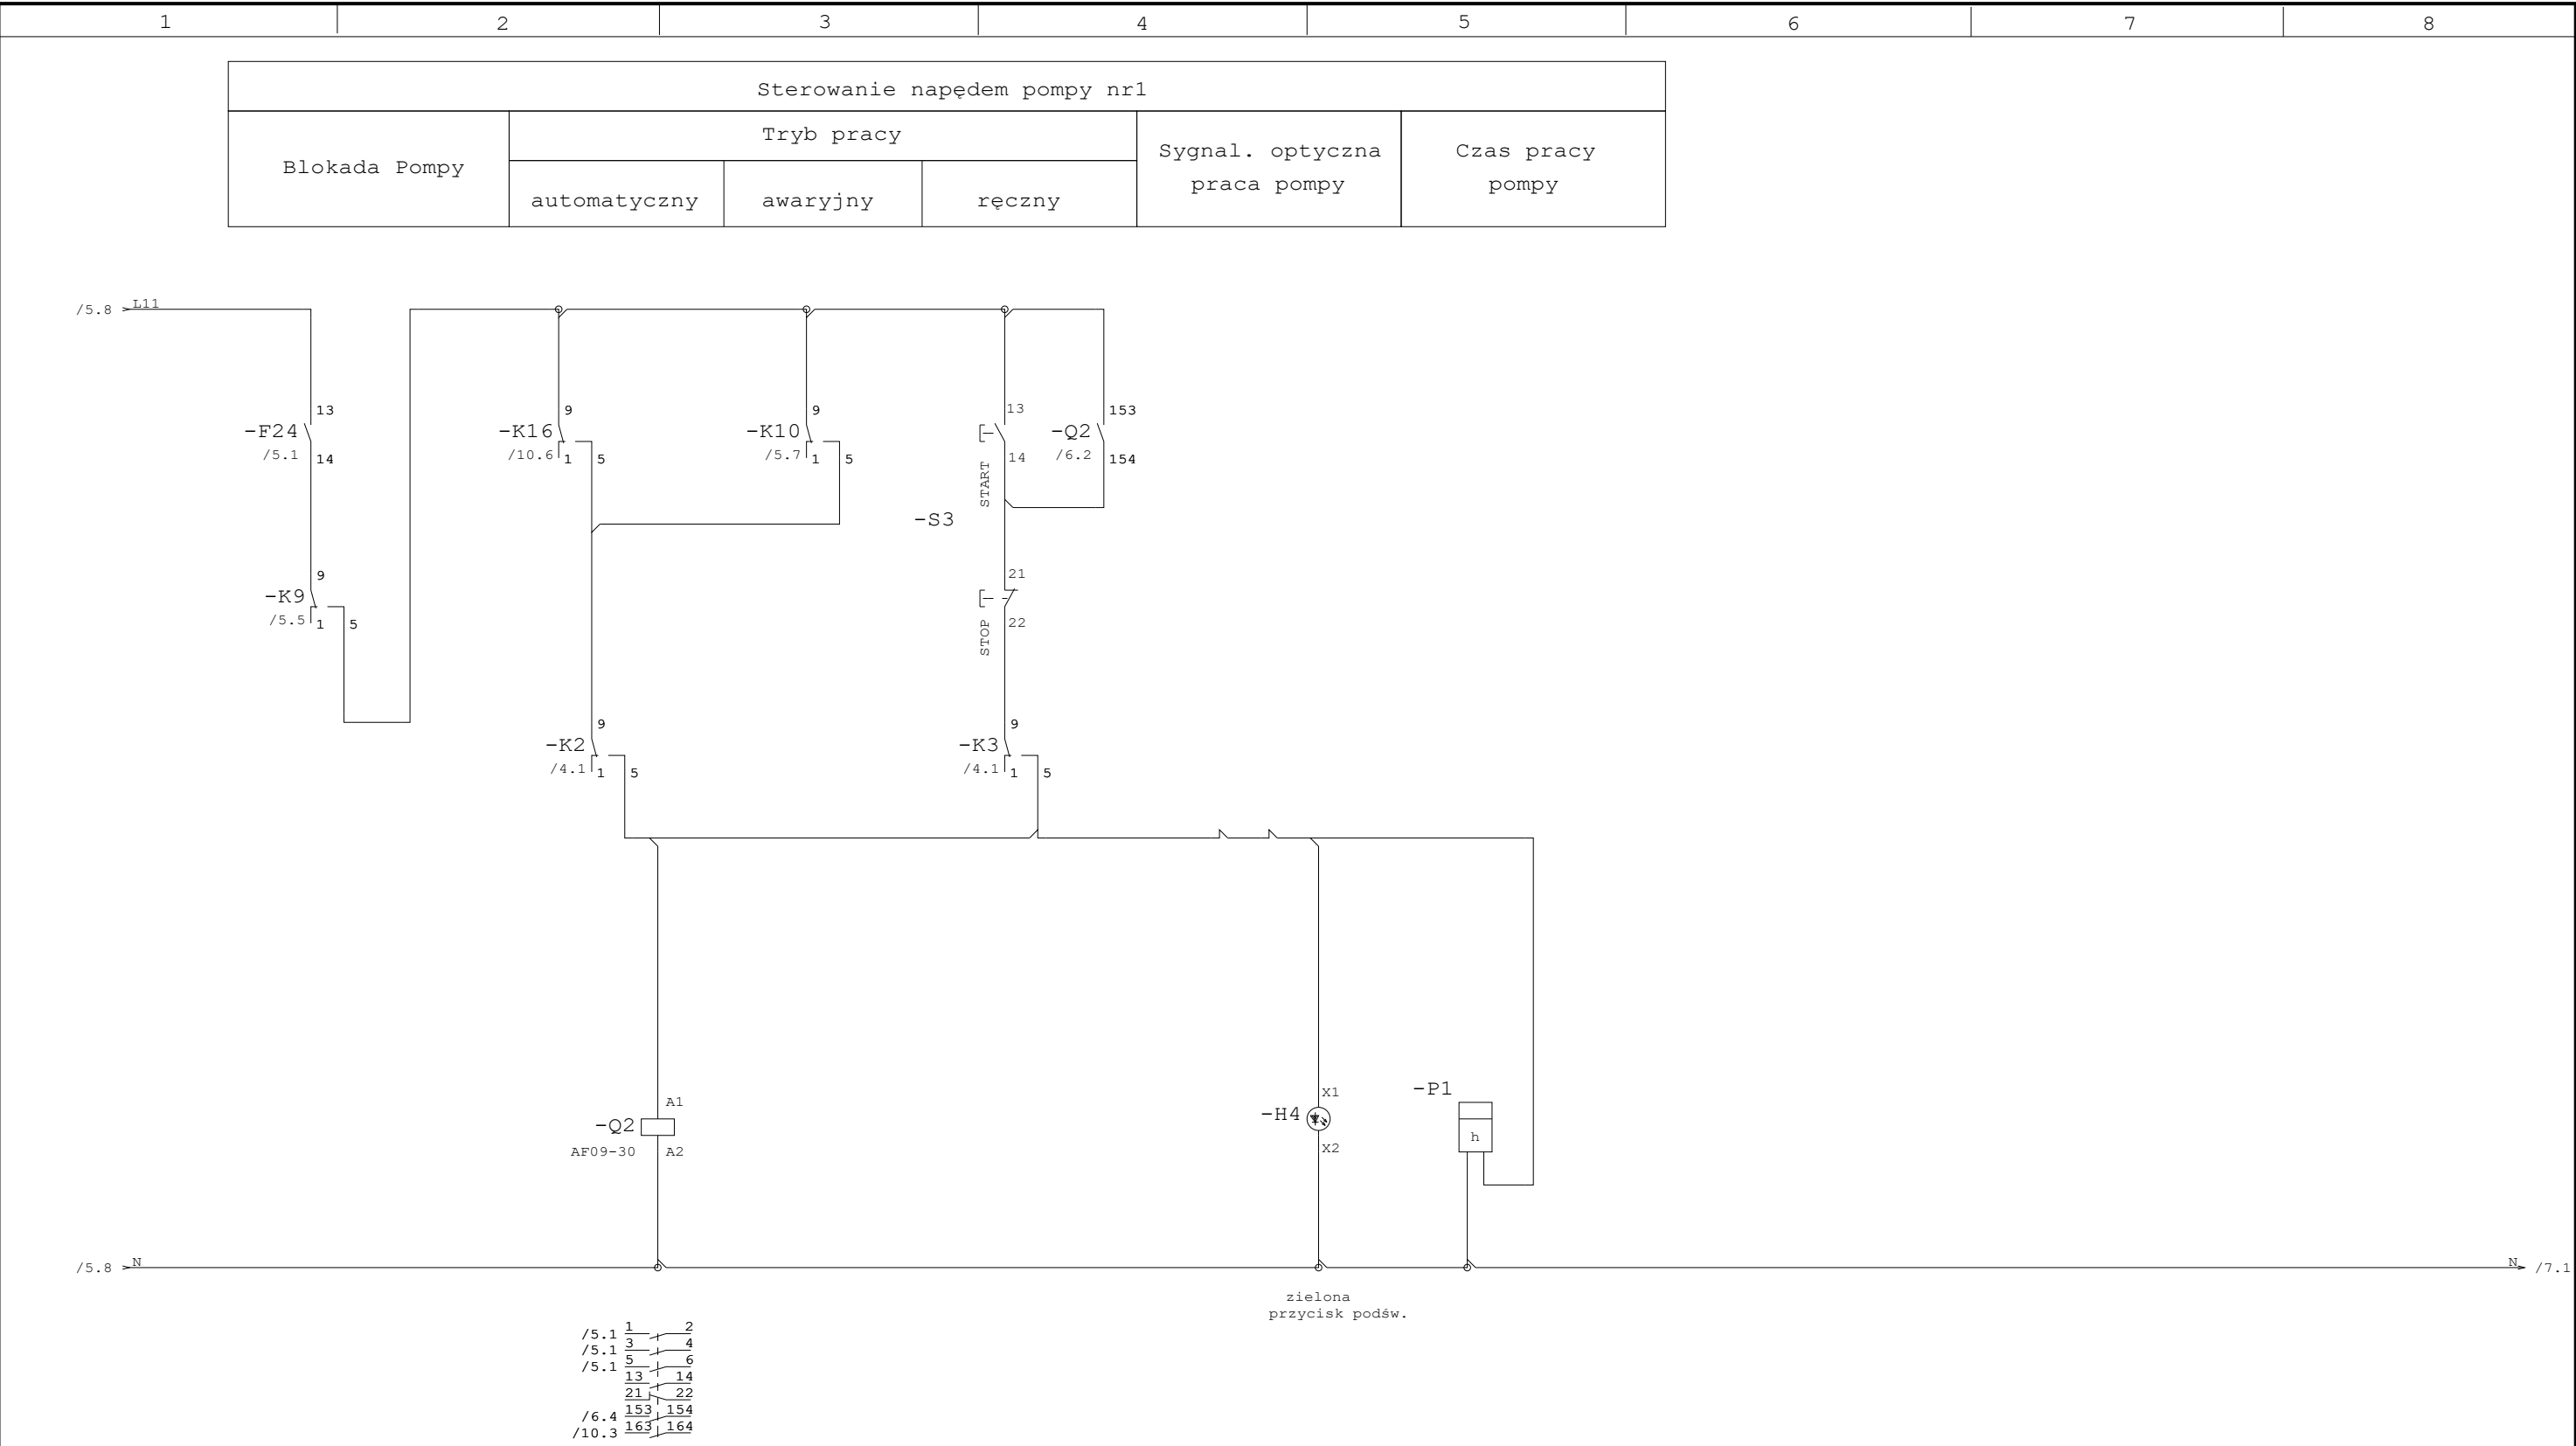 1 2 3 4 5 6 7 8
Sterowanie napędem pompy nr1
Blokada Pompy
Tryb pracy
automatyczny
awaryjny
ręczny
Sygnal. optyczna
praca pompy
Czas pracy
pompy
/5.8 L11
13
-F24
/5.1 14
9
-K9
/5.5 1 5
9
-K16
/10.6 1 5
9
-K10
/5.7 1 5
13
START
14
-S3
21
STOP
22
153
-Q2
/6.2 154
9
-K2
/4.1 1 5
9
-K3
/4.1 1 5
A1
-Q2
AF09-30 A2
X1
-H4
X2
-P1
h
/5.8 N
N /7.1
zielona
przycisk podśw.
/5.1 1 2
/5.1 3 4
/5.1 5 6
13 14
21 22
/6.4 153 154
/10.3 163 164